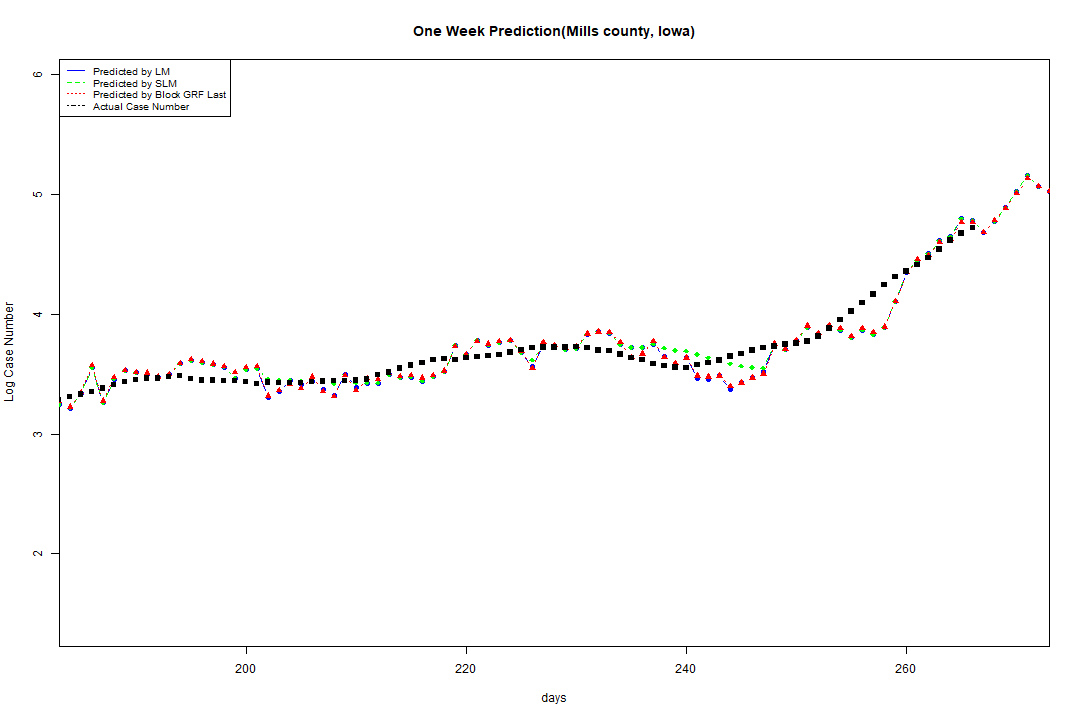 One Week Prediction(Mills county, Iowa)
Predicted by LM
Predicted by SLM
Predicted by Block GRF Last
Actual Case Number
6
5
4
3
2
Log Case Number
200 220 240 260
days